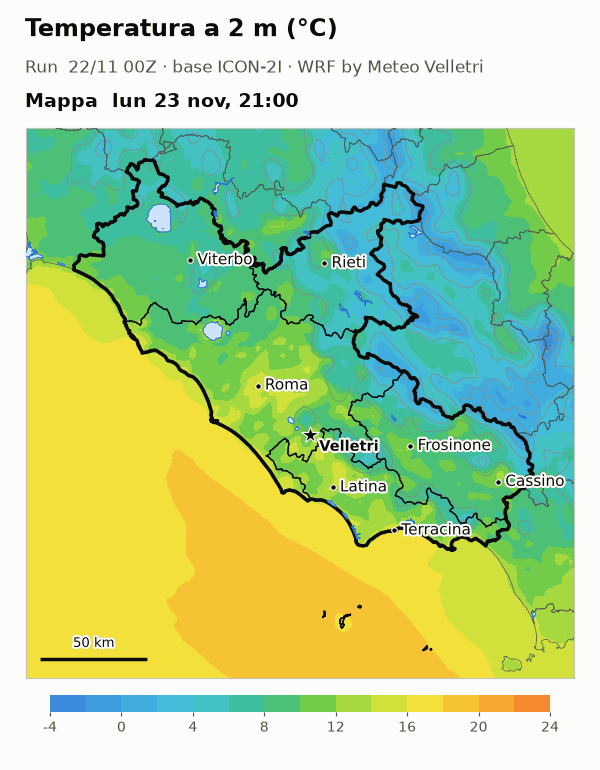 Temperatura a 2 m (°C)
Run  22/11 00Z · base ICON-2I · WRF by Meteo Velletri
Mappa  lun 23 nov, 21:00
Viterbo
Rieti
Roma
Velletri
Frosinone
Cassino
Latina
Terracina
50 km
-4 0 4 8 12 16 20 24